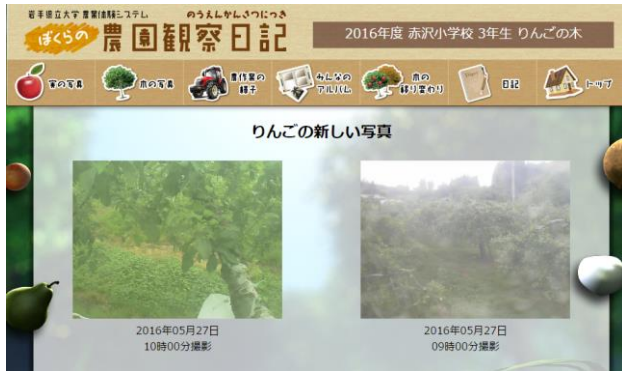 岩手県立大学 農業体験システム
のうえんかんさつにっき
ぼくらの農園観察日記
2016年度 赤沢小学校 3年生 りんごの木
実の写真
木の写真
農作業の
様子
みんなの
アルバム
木の
移り変わり
日記
トップ
りんごの新しい写真
2016年05月27日
10時00分撮影
2016年05月27日
09時00分撮影